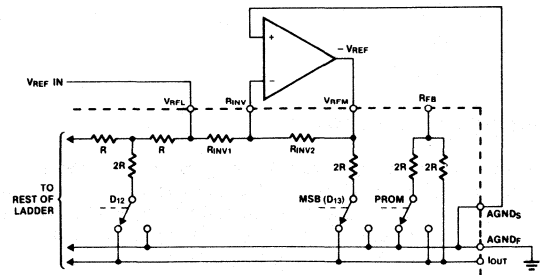 +
−
− VREF
VREF IN
VRFL
RINV
VRFM
RFB
R
R
RINV1
RINV2
2R
2R
2R
2R
TO
REST OF
LADDER
D12
MSB (D13)
PROM
AGNDS
AGNDF
IOUT